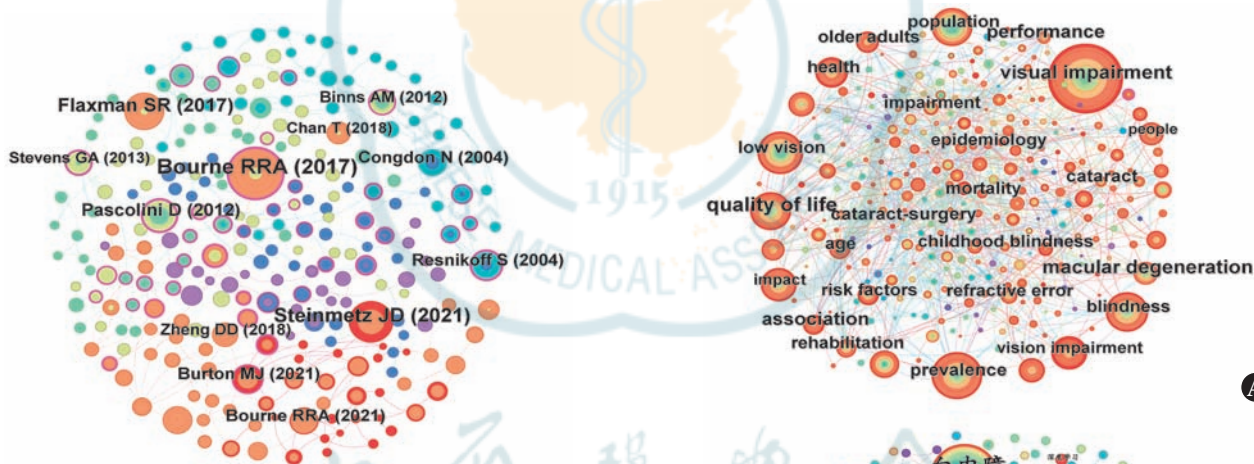 Flaxman SR (2017)
Binns AM (2012)
Chan T (2018)
Stevens GA (2013)
Bourne RRA (2017)
Congdon N (2004)
Pascolini D (2012)
Resnikoff S (2004)
Steinmetz JD (2021)
Zheng DD (2018)
Burton MJ (2021)
Bourne RRA (2021)
population
older adults
performance
health
visual impairment
impairment
people
epidemiology
low vision
cataract
mortality
quality of life
cataract-surgery
age
childhood blindness
macular degeneration
impact
risk factors
refractive error
blindness
association
rehabilitation
vision impairment
prevalence
A
1915
MEDICAL ASS